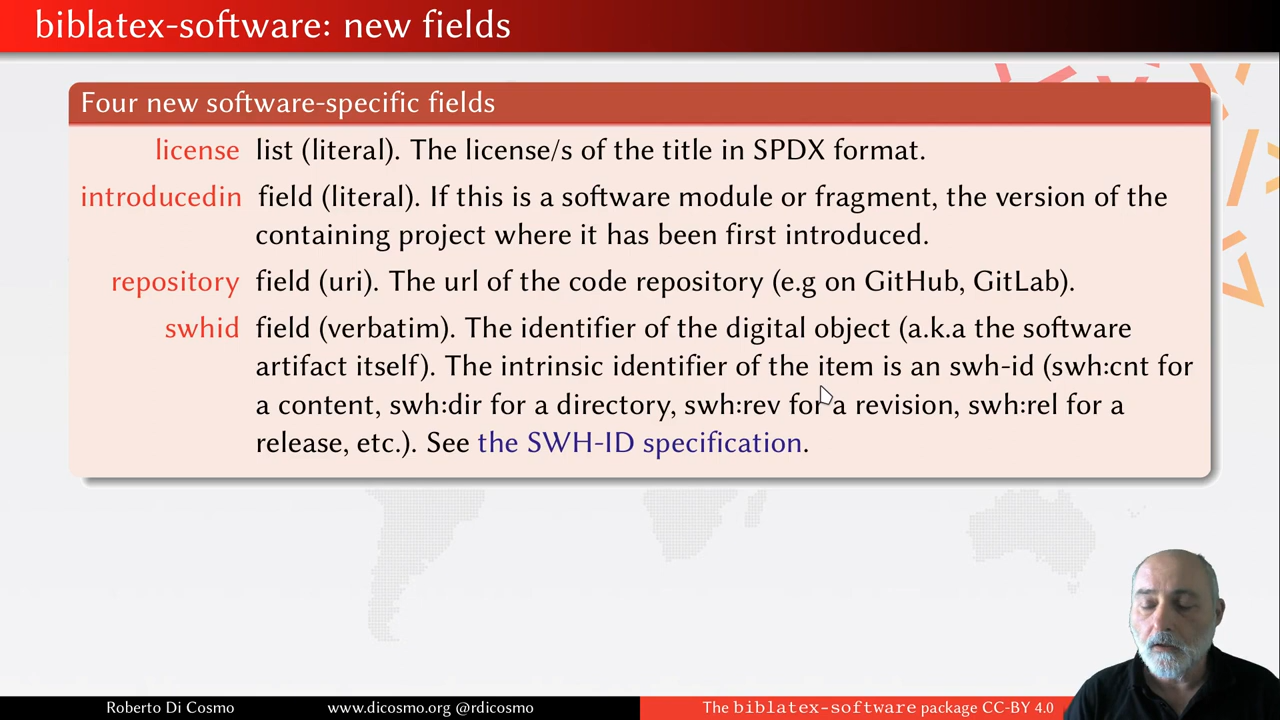 biblatex-software: new fields
Four new software-specific fields
license list (literal). The license/s of the title in SPDX format.
introducedin field (literal). If this is a software module or fragment, the version of the
containing project where it has been first introduced.
repository field (uri). The url of the code repository (e.g on GitHub, GitLab).
swhid field (verbatim). The identifier of the digital object (a.k.a the software
artifact itself). The intrinsic identifier of the item is an swh-id (swh:cnt for
a content, swh:dir for a directory, swh:rev for a revision, swh:rel for a
release, etc.). See the SWH-ID specification.
Roberto Di Cosmo www.dicosmo.org @rdicosmo The biblatex-software package CC-BY 4.0